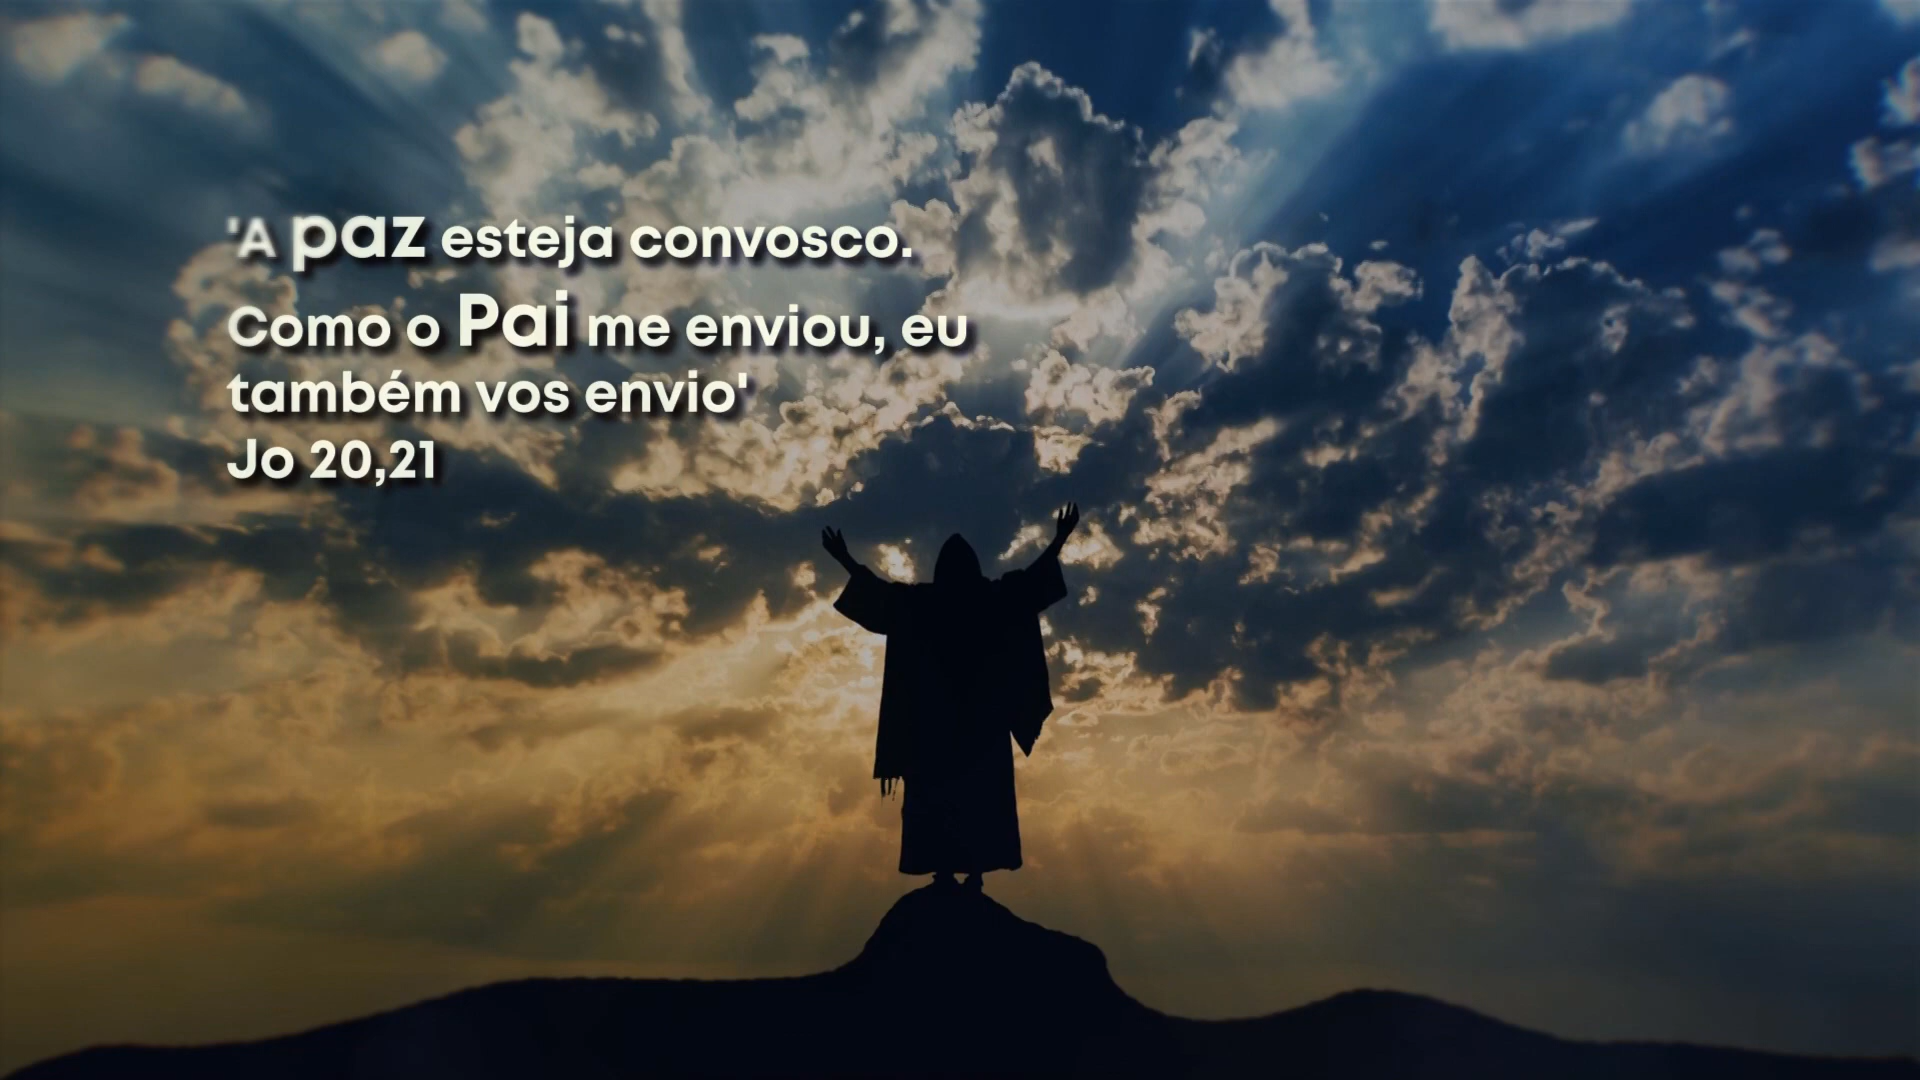 'A paz esteja convosco.
Como o Pai me enviou, eu
também vos envio'
Jo 20,21